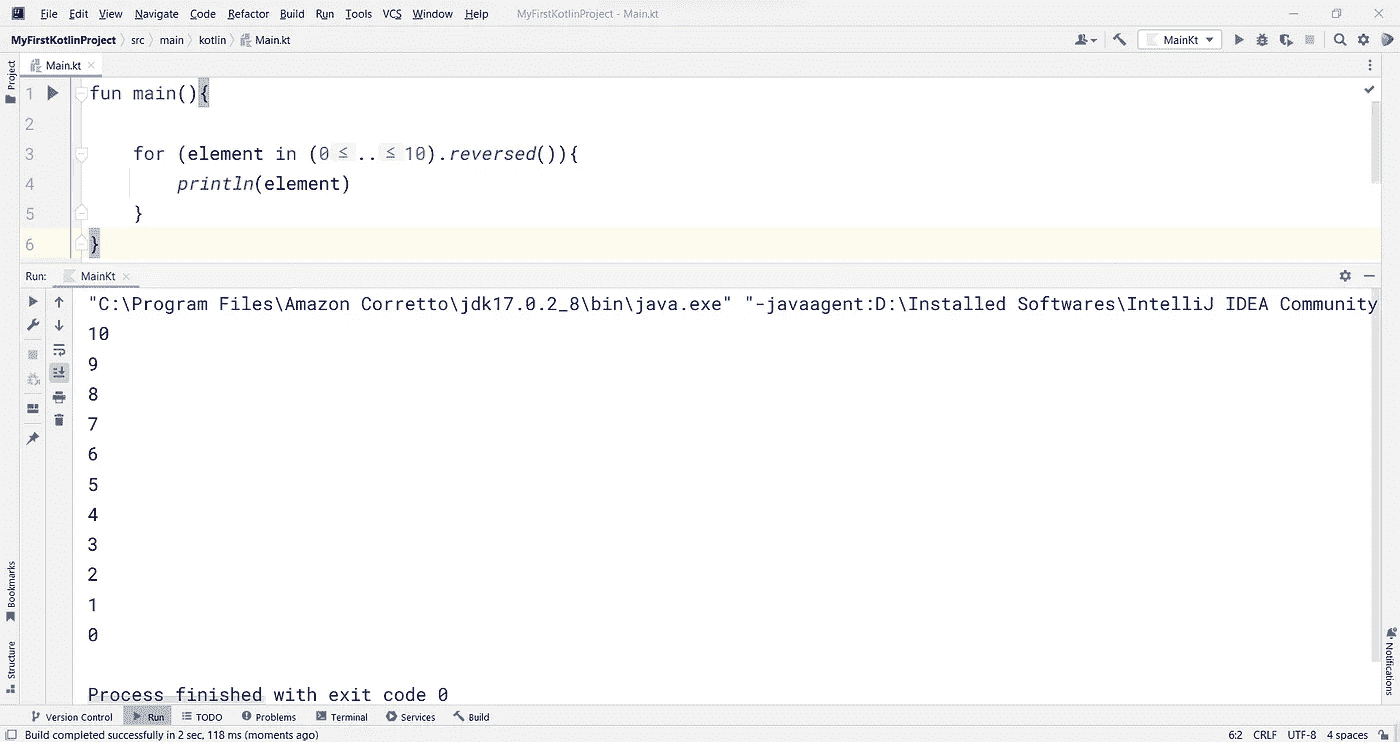 File Edit View Navigate Code Refactor Build Run Tools VCS Window Help MyFirstKotlinProject - Main.kt
MyFirstKotlinProject src main kotlin Main.kt MainKt
Project
Main.kt
1 fun main(){
2
3 for (element in (0 ≤ .. ≤ 10).reversed()){
4 println(element)
5 }
6 }
Run: MainKt
"C:\Program Files\Amazon Corretto\jdk17.0.2_8\bin\java.exe" "-javaagent:D:\Installed Softwares\IntelliJ IDEA Community
10
9
8
7
6
5
4
3
2
1
0
Process finished with exit code 0
Bookmarks
Structure
Notifications
Version Control Run TODO Problems Terminal Services Build
Build completed successfully in 2 sec, 118 ms (moments ago) 6:2 CRLF UTF-8 4 spaces